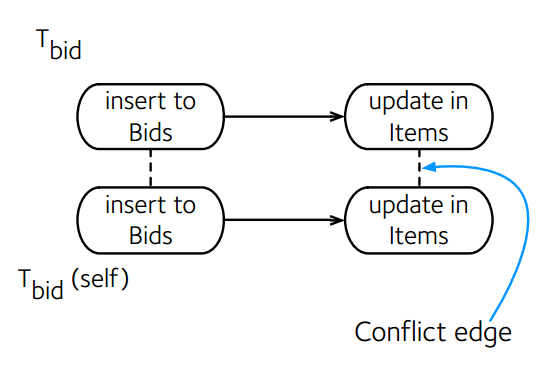 Tbid
insert to
Bids
update in
Items
insert to
Bids
update in
Items
Tbid (self)
Conflict edge